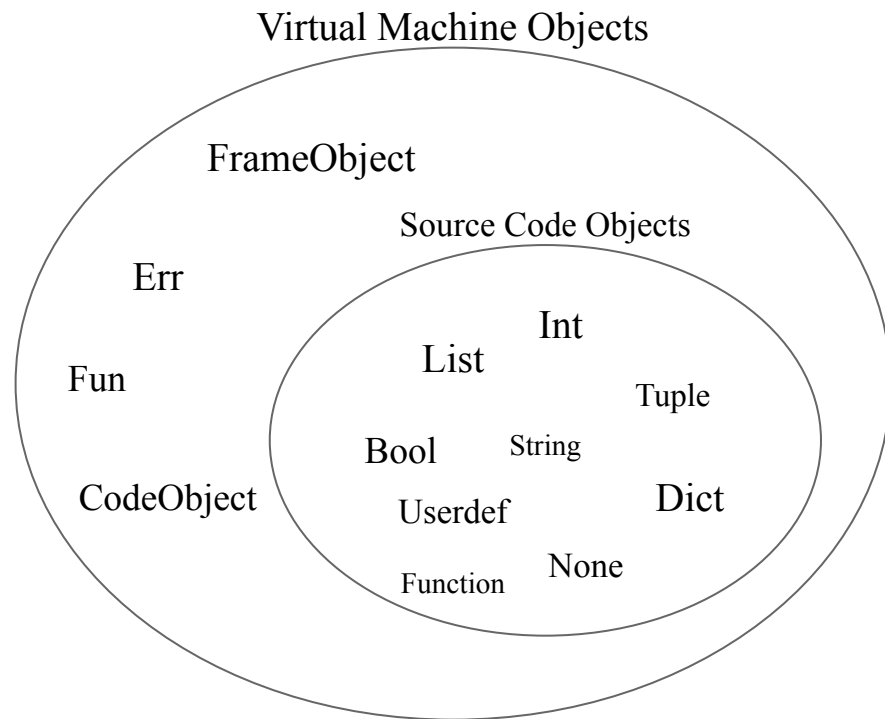 Virtual Machine Objects
FrameObject
Source Code Objects
Err
Int
List
Fun
Tuple
Bool
String
CodeObject
Userdef
Dict
None
Function